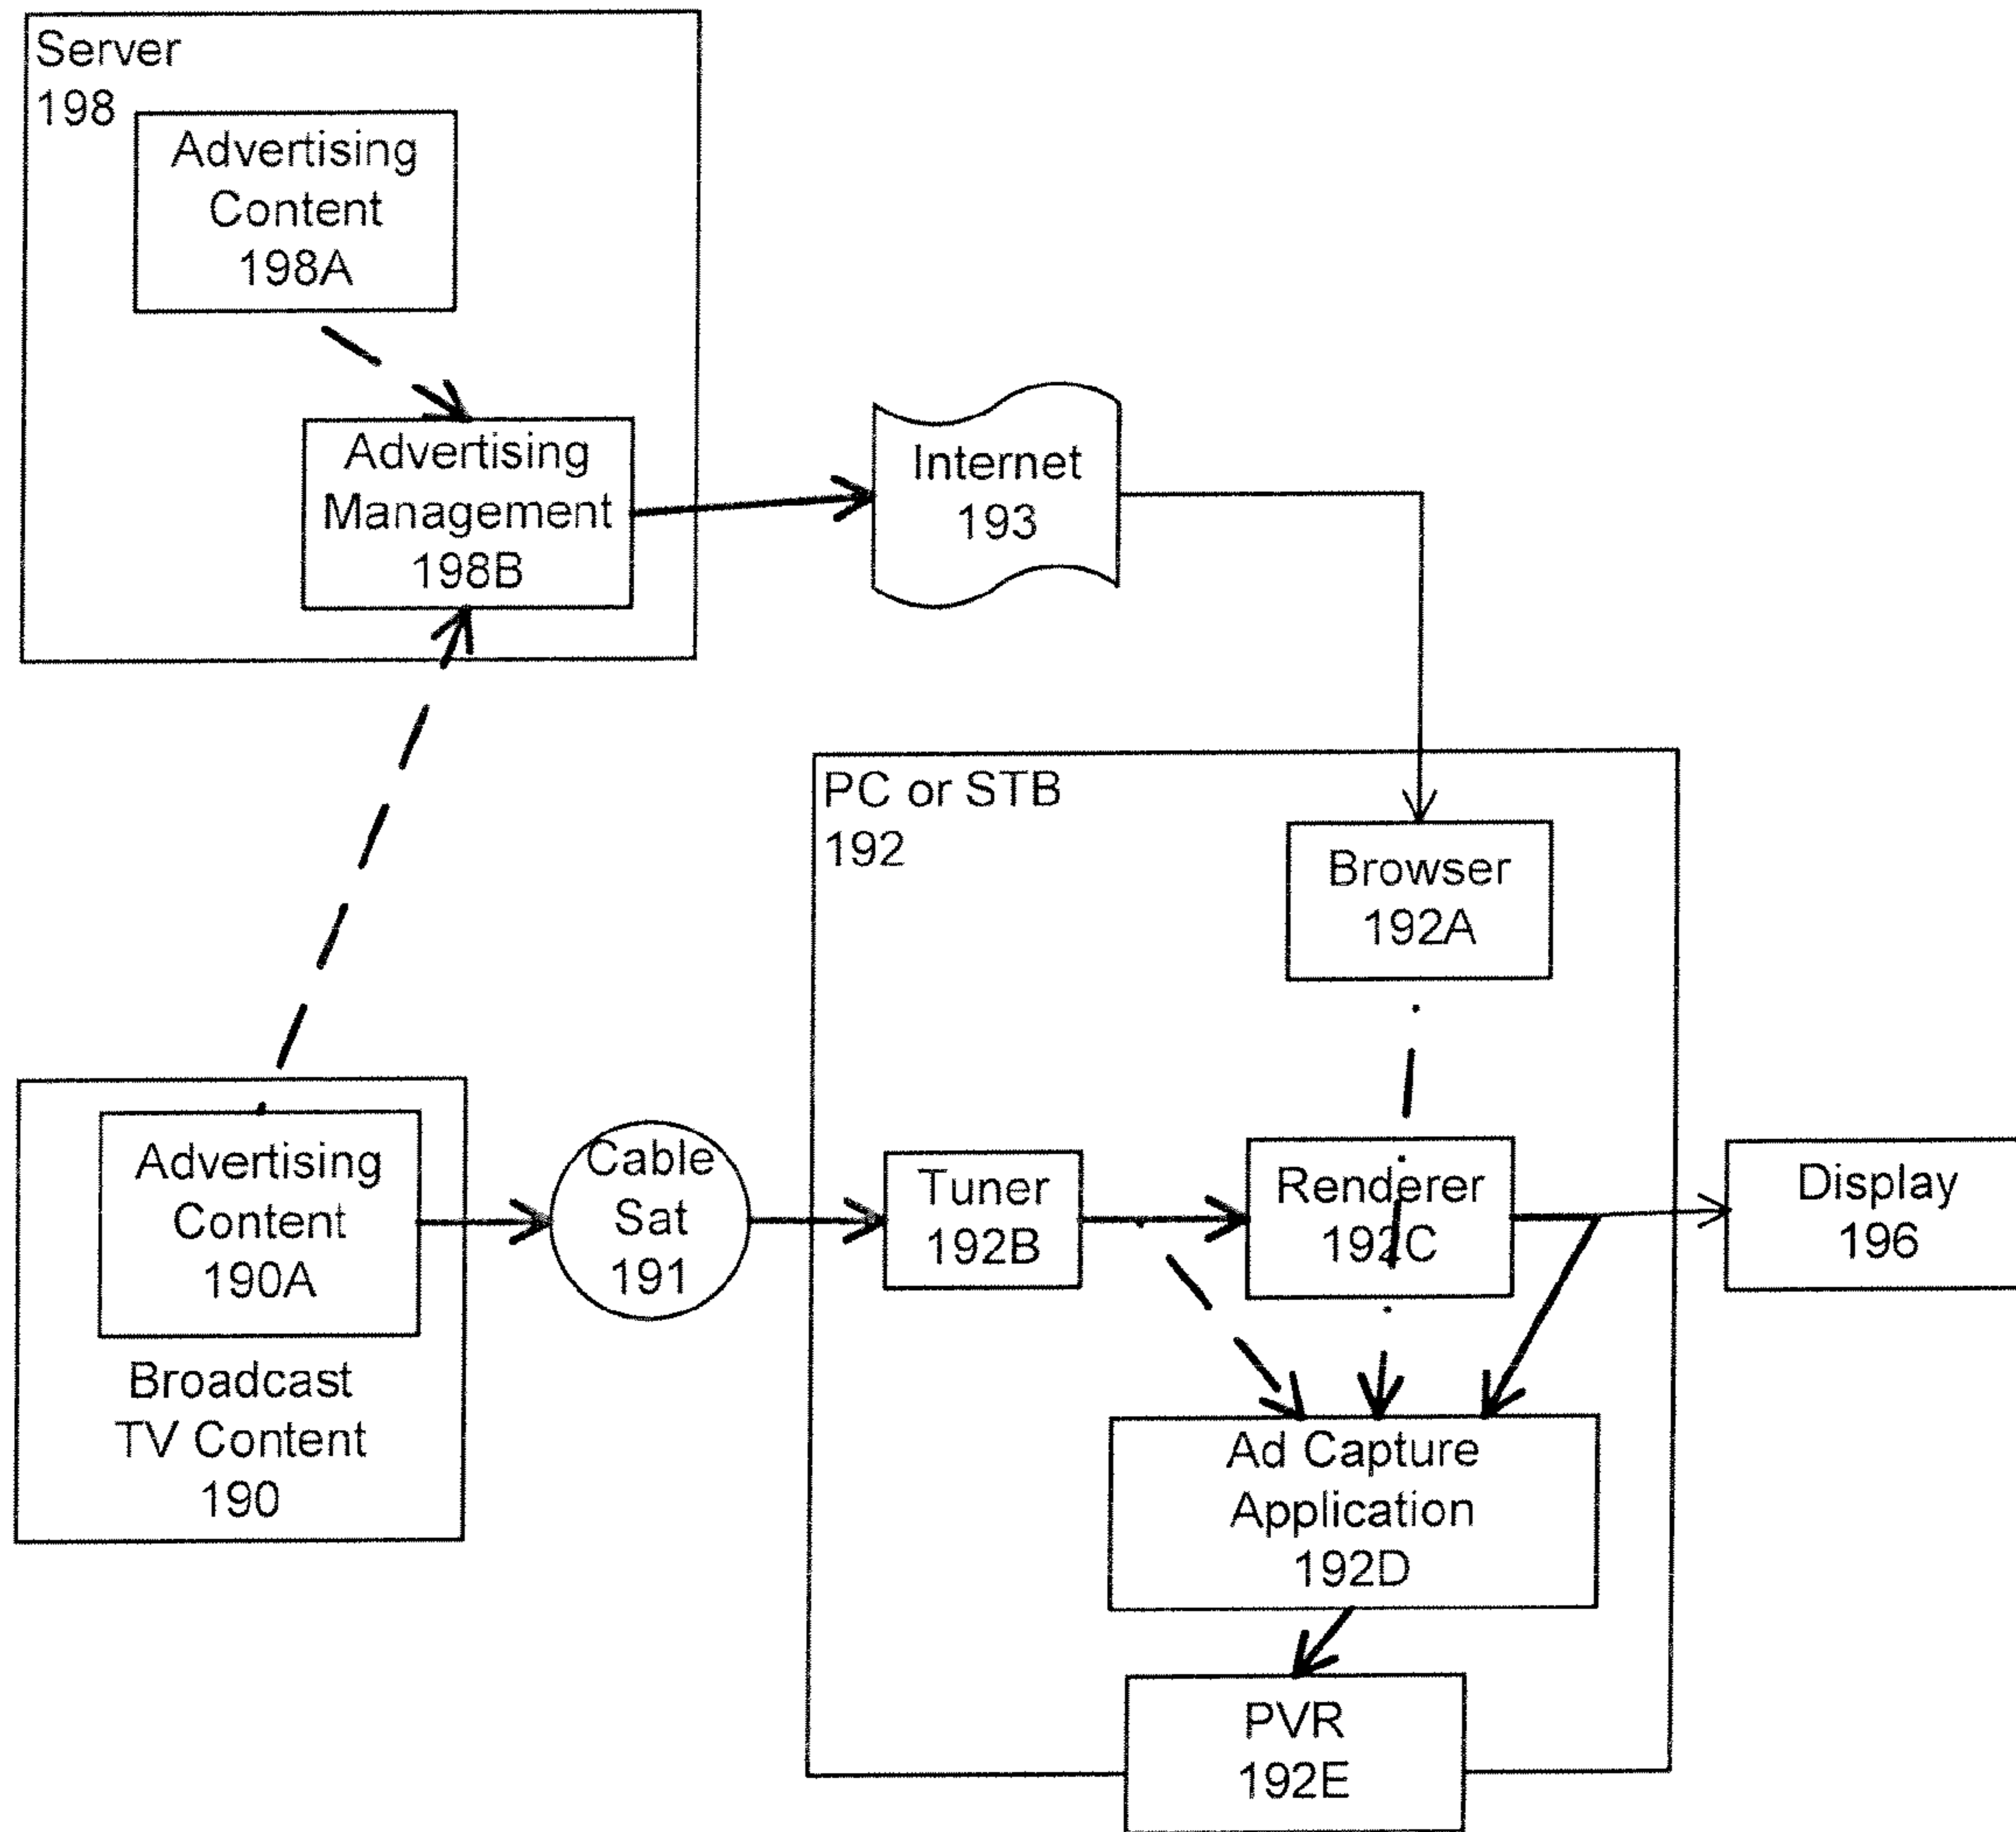 Server
198
Advertising
Content
198A
Advertising
Management
198B
Internet
193
PC or STB
192
Browser
192A
Advertising
Content
190A
Broadcast
TV Content
190
Cable
Sat
191
Tuner
192B
Renderer
192C
Display
196
Ad Capture
Application
192D
PVR
192E